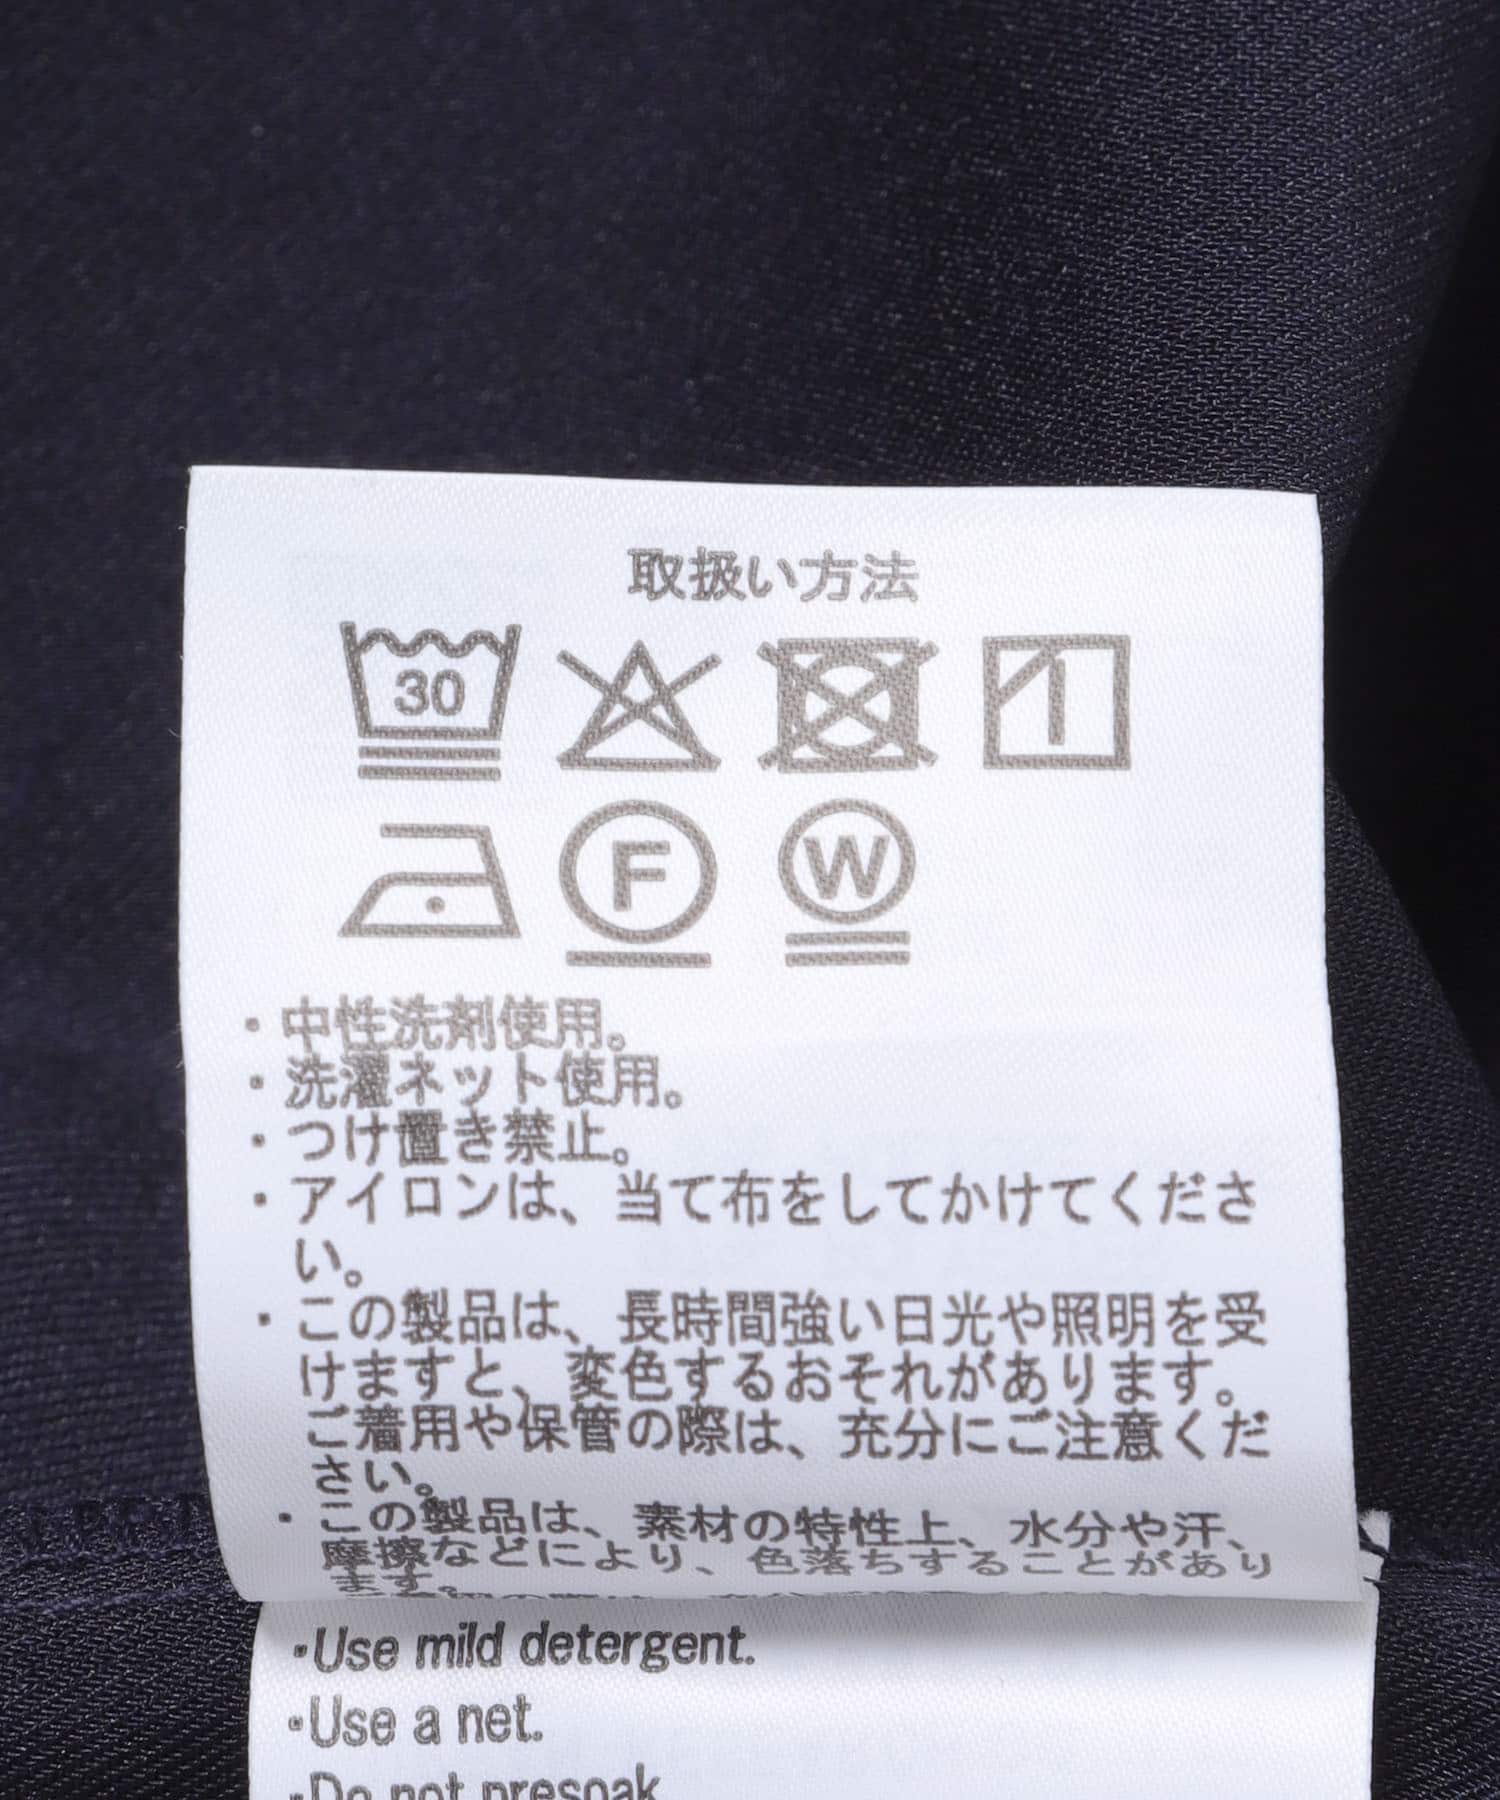 取扱い方法
30
F W
・中性洗剤使用。
・洗濯ネット使用。
・つけ置き禁止。
・アイロンは、当て布をしてかけてくださ
い。
・この製品は、長時間強い日光や照明を受
けますと、変色するおそれがあります。
ご着用や保管の際は、充分にご注意くだ
さい。
・この製品は、素材の特性上、水分や汗、
摩擦などにより、色落ちすることがあり
ます。
・Use mild detergent.
・Use a net.
・Do not presoak